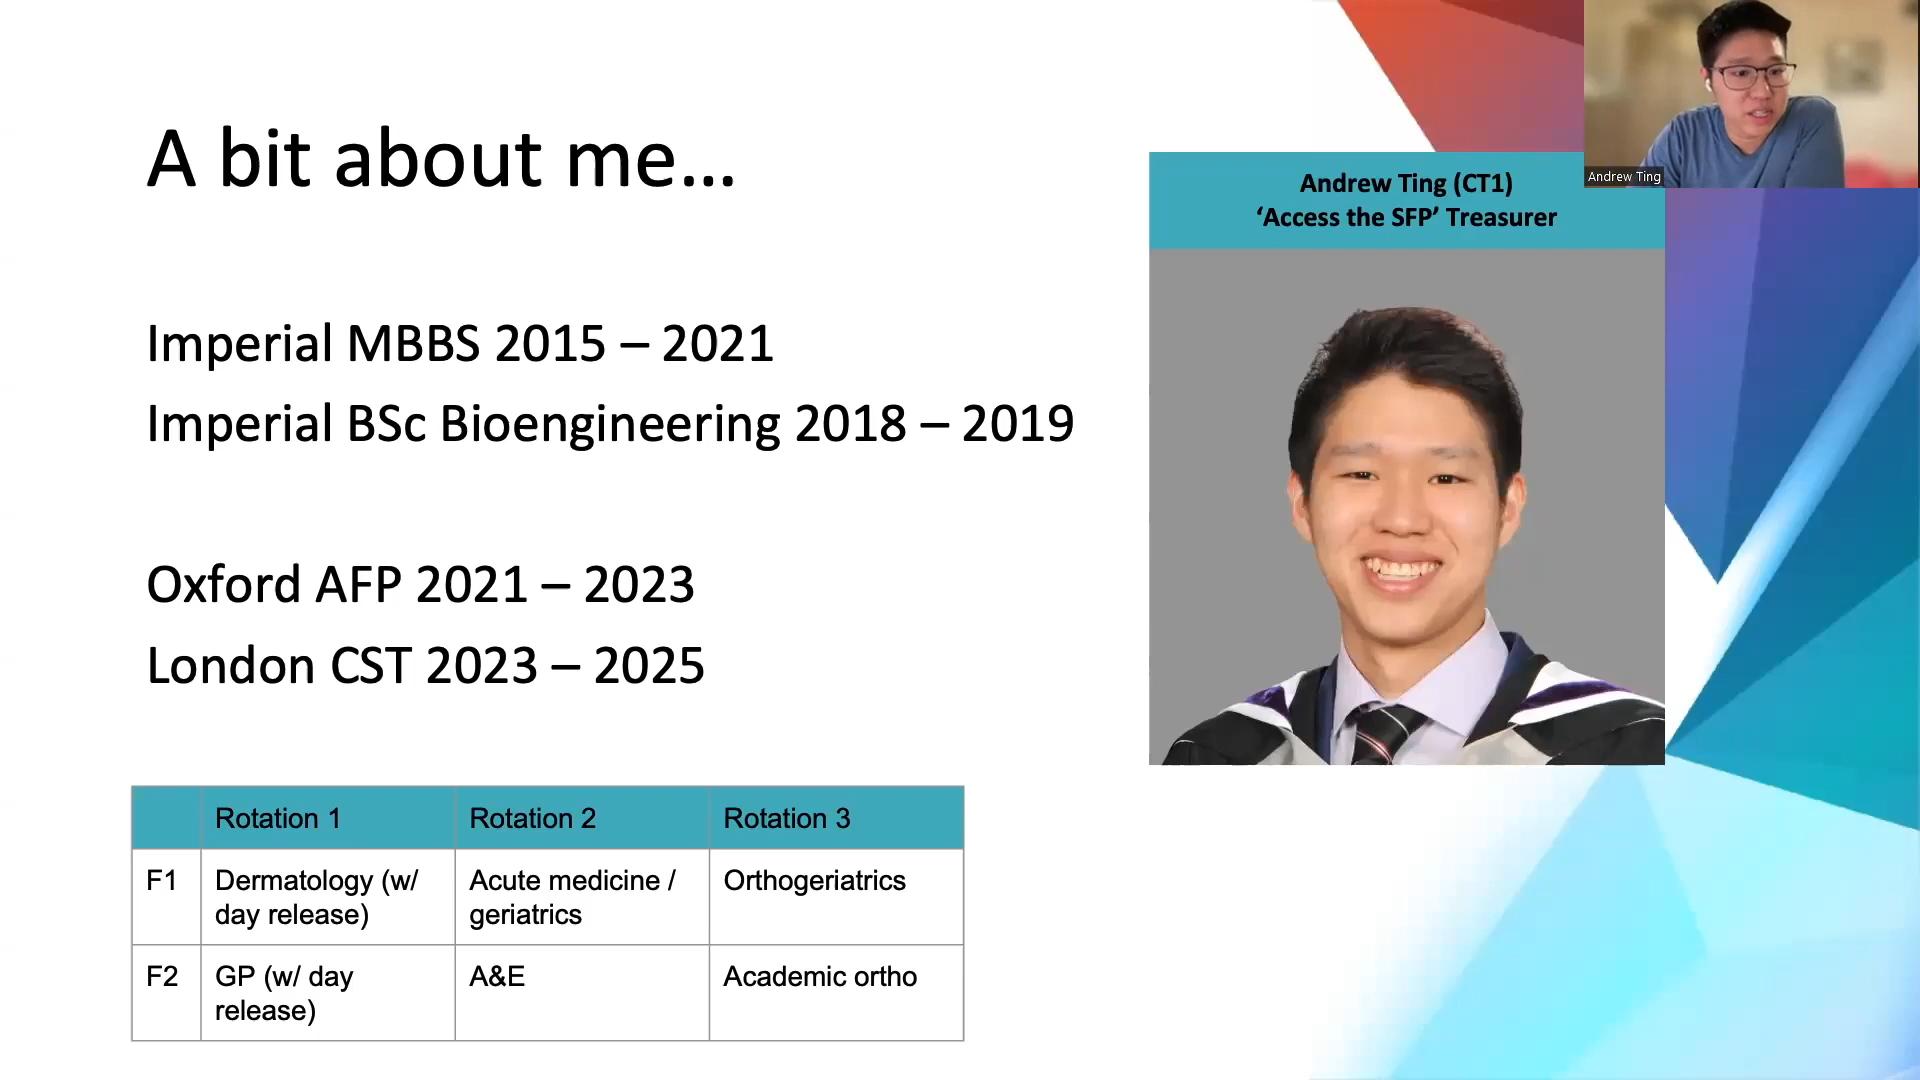 A bit about me...
Andrew Ting
Andrew Ting (CT1)
‘Access the SFP’ Treasurer
Imperial MBBS 2015 – 2021
Imperial BSc Bioengineering 2018 – 2019
Oxford AFP 2021 – 2023
London CST 2023 – 2025
Rotation 1 Rotation 2 Rotation 3
F1 Dermatology (w/ Acute medicine / Orthogeriatrics
day release) geriatrics
F2 GP (w/ day A&E Academic ortho
release)